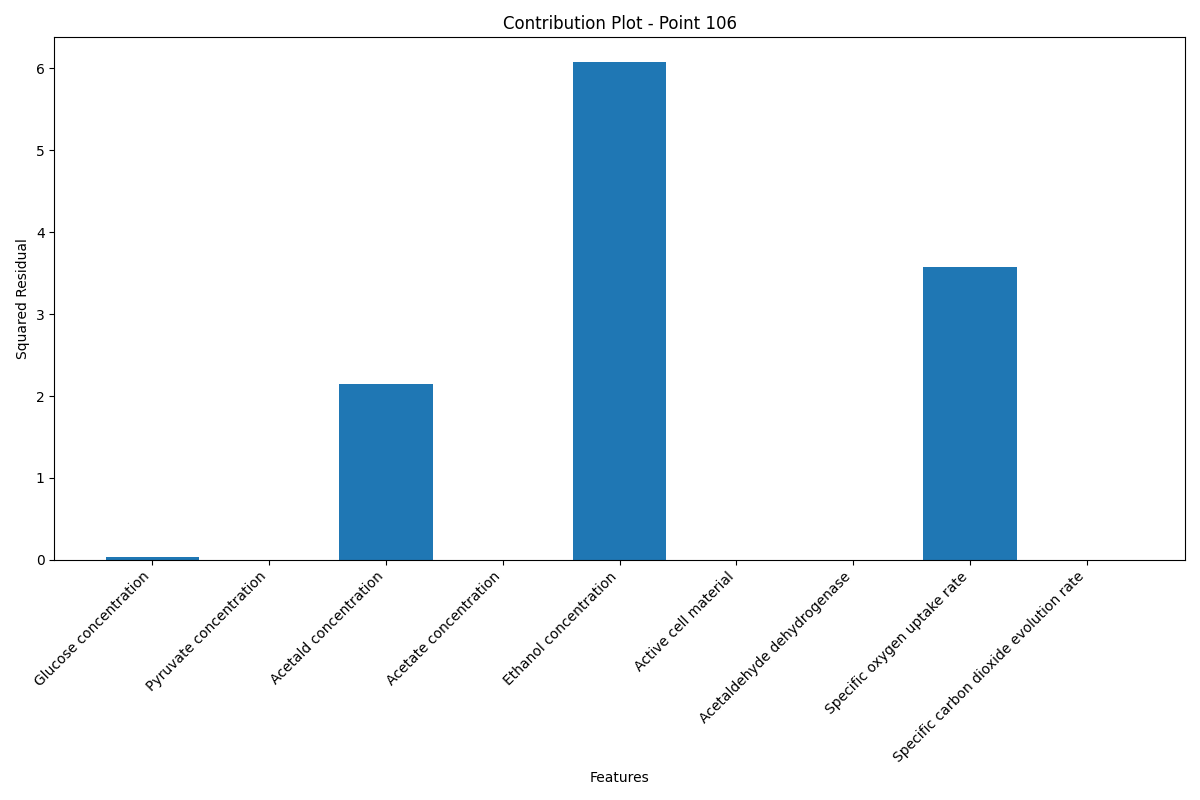 Contribution Plot - Point 106
Squared Residual
6
5
4
3
2
1
0
Glucose concentration
Pyruvate concentration
Acetald concentration
Acetate concentration
Ethanol concentration
Active cell material
Acetaldehyde dehydrogenase
Specific oxygen uptake rate
Specific carbon dioxide evolution rate
Features